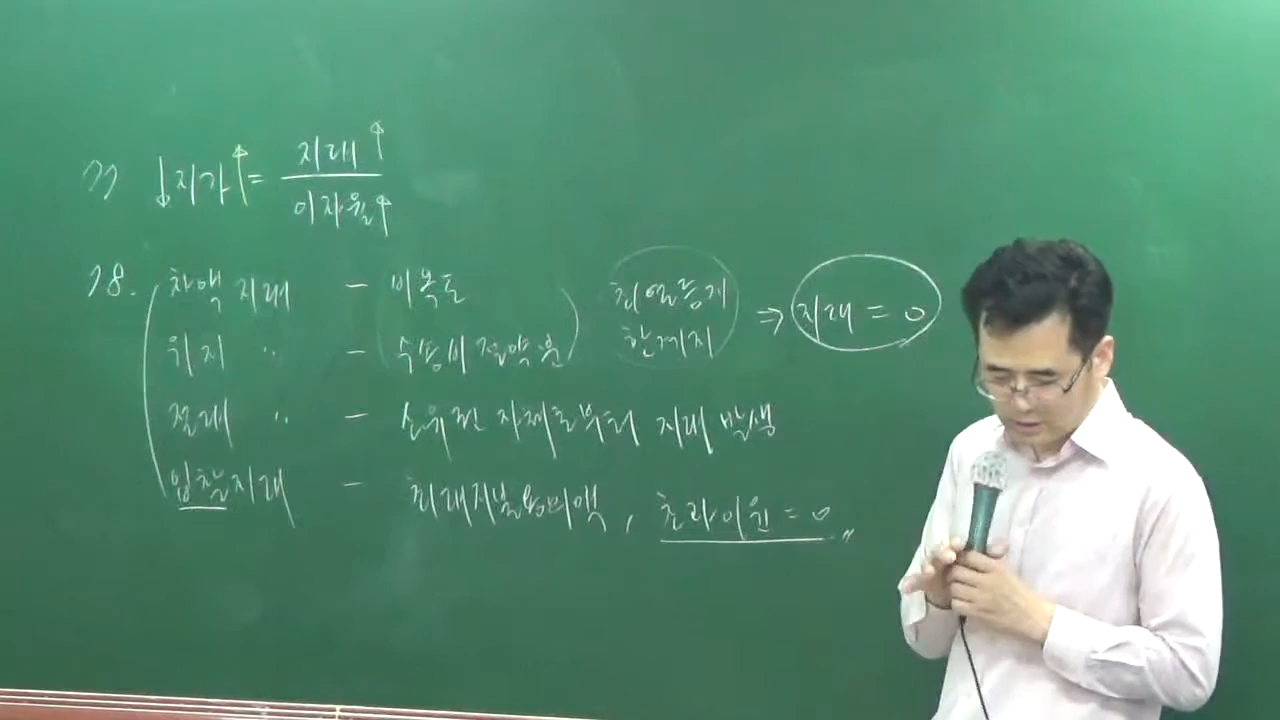 77 ↓지가↑ = 지대↑
이자율↑
78. 차액지대 - 비옥도
위지 〃 - 수송비 절약분
최열등지
한계지
⇒ 지대 = 0
절대 〃 - 소유권 자체로부터 지대 발생
입찰지대 - 최대지불용의액, 초과이윤 = 0 〃